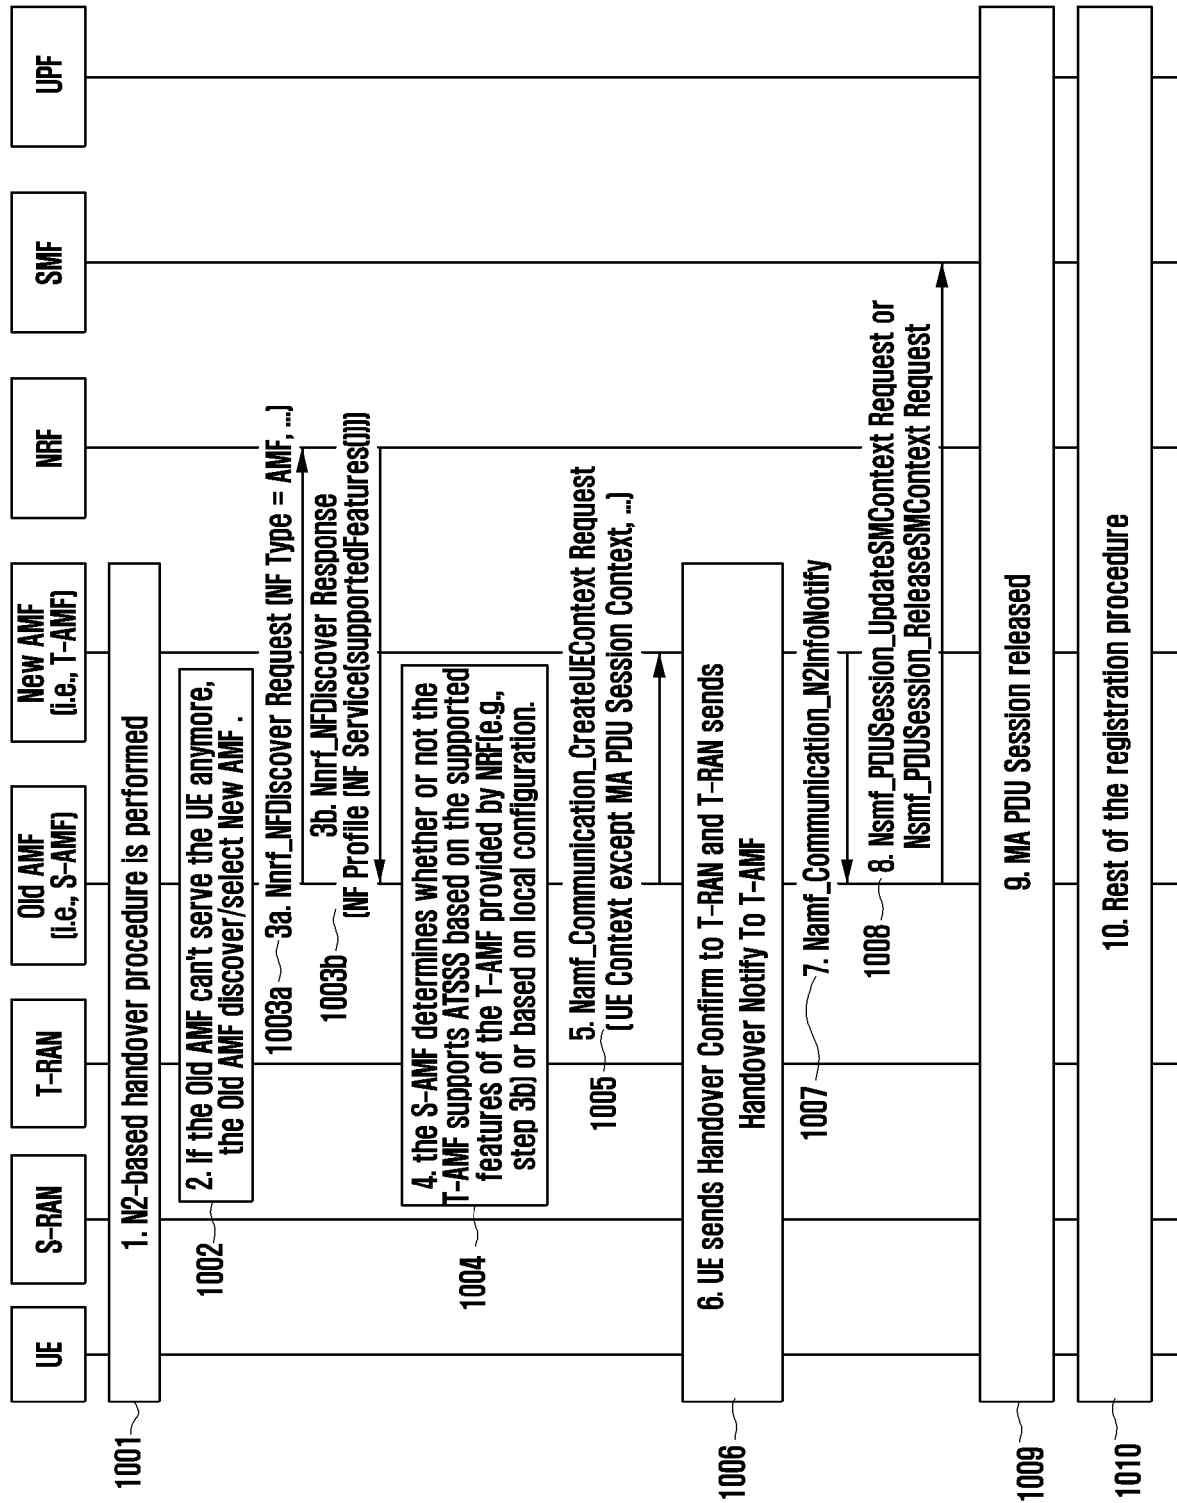 UE
S-RAN
T-RAN
Old AMF
(i.e., S-AMF)
New AMF
(i.e., T-AMF)
NRF
SMF
UPF
1001
1. N2-based handover procedure is performed
1002
2. If the Old AMF can't serve the UE anymore,
the Old AMF discover/select New AMF .
1003a
3a. Nnrf_NFDiscover Request (NF Type = AMF, ...)
1003b
3b. Nnrf_NFDiscover Response
(NF Profile (NF Service(supportedFeatures())))
1004
4. the S-AMF determines whether or not the
T-AMF supports ATSSS based on the supported
features of the T-AMF provided by NRF(e.g.,
step 3b) or based on local configuration.
1005
5. Namf_Communication_CreateUEContext Request
(UE Context except MA PDU Session Context, ...)
1006
6. UE sends Handover Confirm to T-RAN and T-RAN sends
Handover Notify To T-AMF
1007
7. Namf_Communication_N2InfoNotify
1008
8. Nsmf_PDUSession_UpdateSMContext Request or
Nsmf_PDUSession_ReleaseSMContext Request
1009
9. MA PDU Session released
1010
10. Rest of the registration procedure